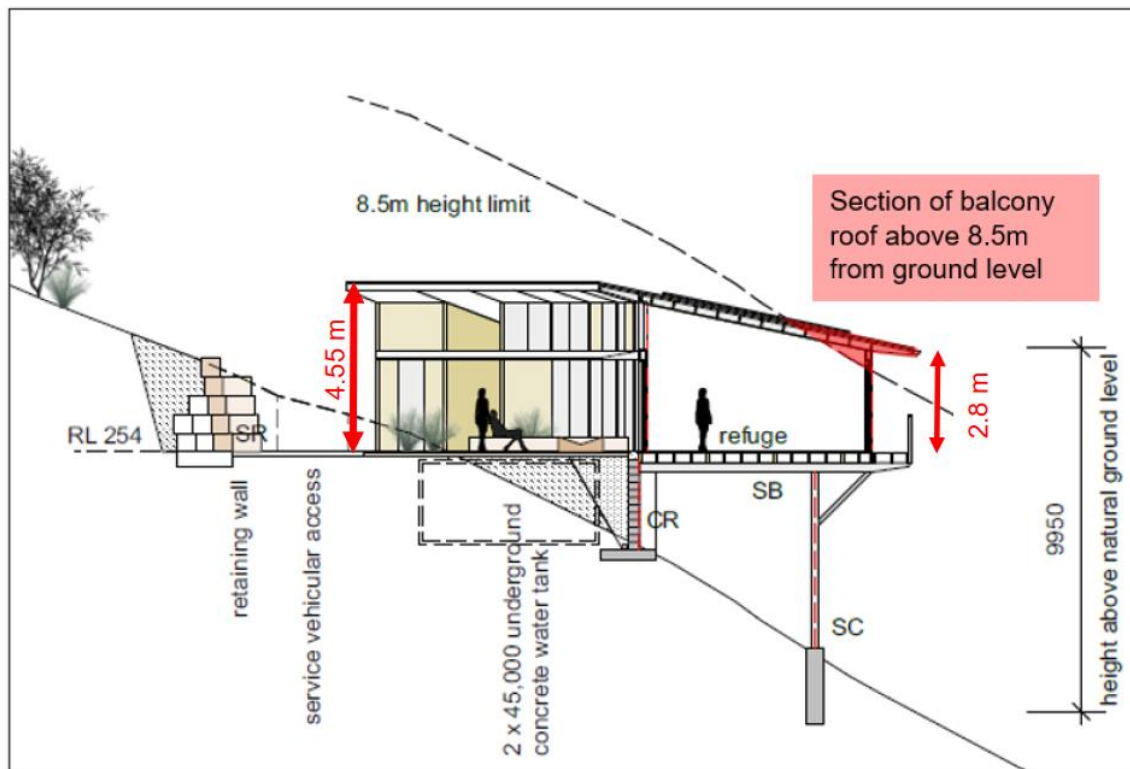 8.5m height limit
Section of balcony
roof above 8.5m
from ground level
4.55 m
2.8 m
RL 254
SR
refuge
SB
CR
SC
retaining wall
service vehicular access
2 x 45,000 underground
concrete water tank
9950
height above natural ground level